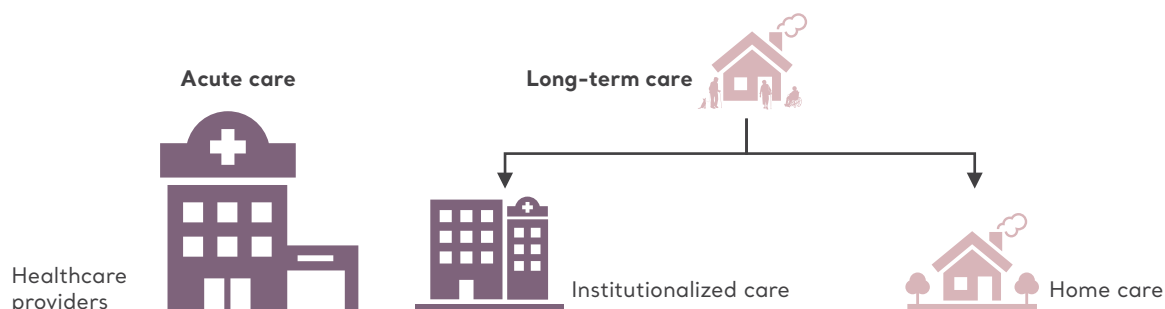 Acute care
Long-term care
Healthcare
providers
Institutionalized care
Home care